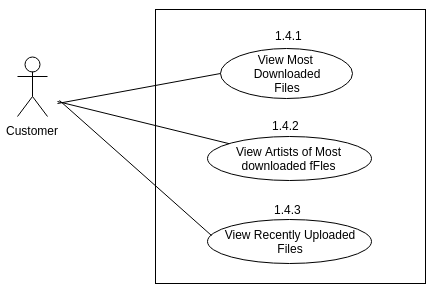 1.4.1
View Most
Downloaded
Files
Customer
1.4.2
View Artists of Most
downloaded fFles
1.4.3
View Recently Uploaded
Files